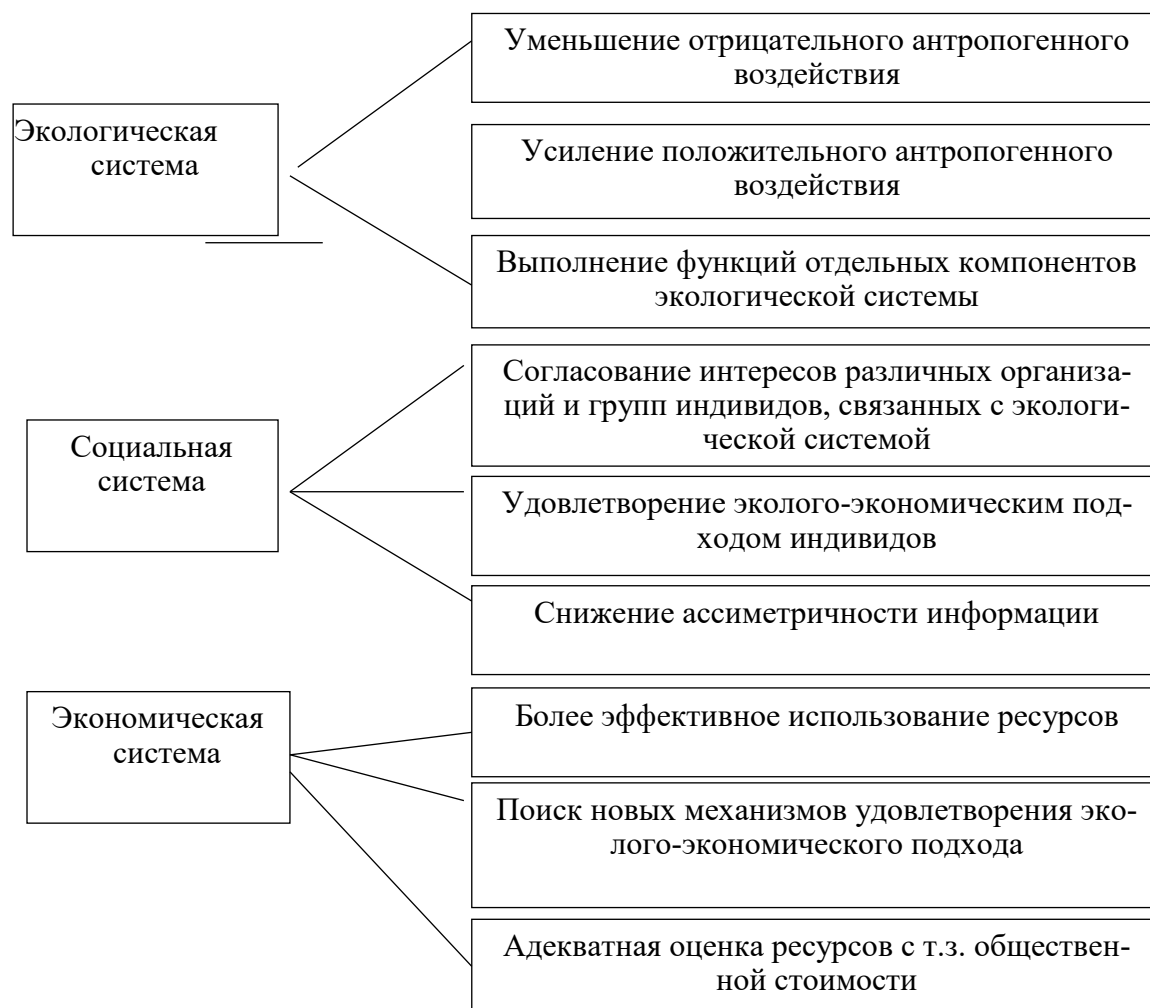 Уменьшение отрицательного антропогенного
воздействия
Экологическая
система
Усиление положительного антропогенного
воздействия
Выполнение функций отдельных компонентов
экологической системы
Согласование интересов различных организа-
ций и групп индивидов, связанных с экологи-
ческой системой
Социальная
система
Удовлетворение эколого-экономическим под-
ходом индивидов
Снижение ассиметричности информации
Экономическая
система
Более эффективное использование ресурсов
Поиск новых механизмов удовлетворения эко-
лого-экономического подхода
Адекватная оценка ресурсов с т.з. обществен-
ной стоимости